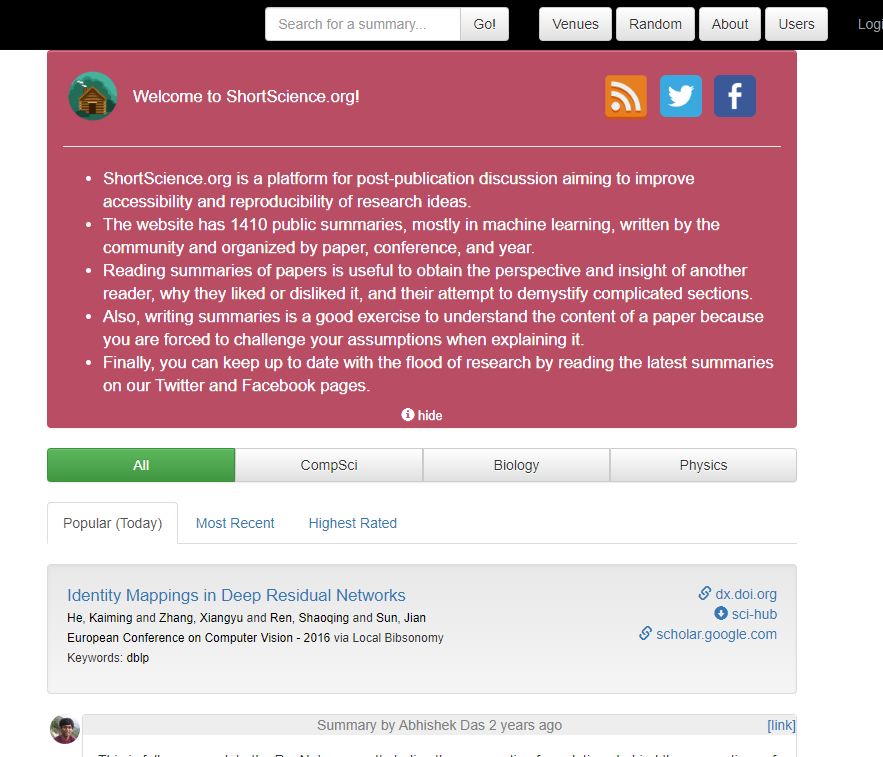 Search for a summary... Go! Venues Random About Users Logi
Welcome to ShortScience.org!
ShortScience.org is a platform for post-publication discussion aiming to improve
accessibility and reproducibility of research ideas.
The website has 1410 public summaries, mostly in machine learning, written by the
community and organized by paper, conference, and year.
Reading summaries of papers is useful to obtain the perspective and insight of another
reader, why they liked or disliked it, and their attempt to demystify complicated sections.
Also, writing summaries is a good exercise to understand the content of a paper because
you are forced to challenge your assumptions when explaining it.
Finally, you can keep up to date with the flood of research by reading the latest summaries
on our Twitter and Facebook pages.
hide
All CompSci Biology Physics
Popular (Today) Most Recent Highest Rated
Identity Mappings in Deep Residual Networks
dx.doi.org
He, Kaiming and Zhang, Xiangyu and Ren, Shaoqing and Sun, Jian
sci-hub
European Conference on Computer Vision - 2016 via Local Bibsonomy
scholar.google.com
Keywords: dblp
Summary by Abhishek Das 2 years ago [link]